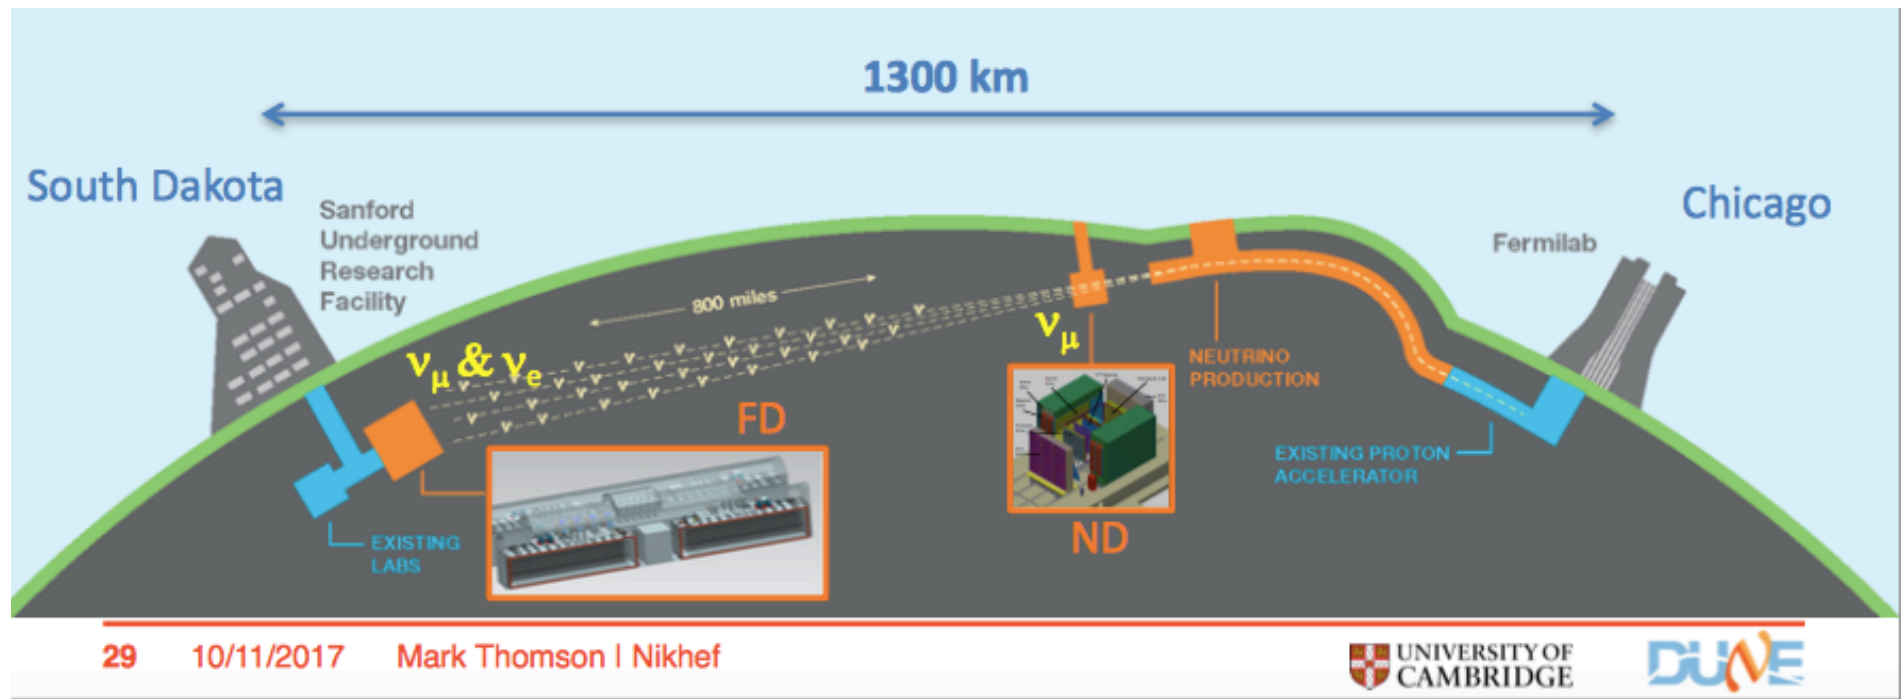 1300 km
South Dakota
Chicago
Sanford
Underground
Research
Facility
Fermilab
800 miles
νμ & νe
νμ
NEUTRINO
PRODUCTION
FD
EXISTING PROTON
ACCELERATOR
ND
EXISTING
LABS
29 10/11/2017 Mark Thomson | Nikhef
UNIVERSITY OF
CAMBRIDGE
DUNE